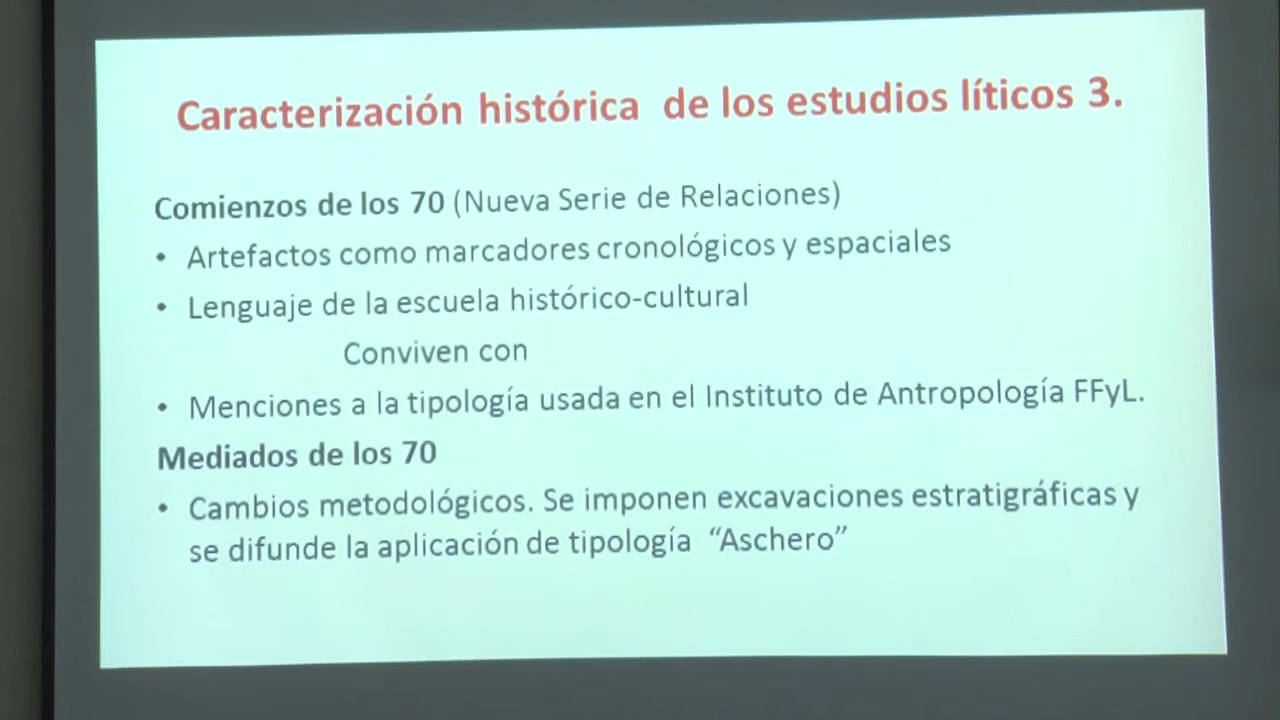 Caracterización histórica de los estudios líticos 3.
Comienzos de los 70 (Nueva Serie de Relaciones)
• Artefactos como marcadores cronológicos y espaciales
• Lenguaje de la escuela histórico-cultural
Conviven con
• Menciones a la tipología usada en el Instituto de Antropología FFyL.
Mediados de los 70
• Cambios metodológicos. Se imponen excavaciones estratigráficas y
se difunde la aplicación de tipología “Aschero”